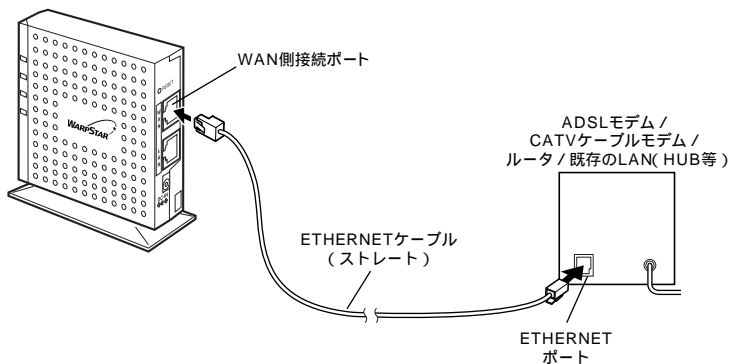 WAN側接続ポート
RESET
WARPSTAR
ADSLモデム /
CATVケーブルモデム /
ルータ / 既存のLAN( HUB等 )
ETHERNETケーブル
( ストレート )
ETHERNET
ポート